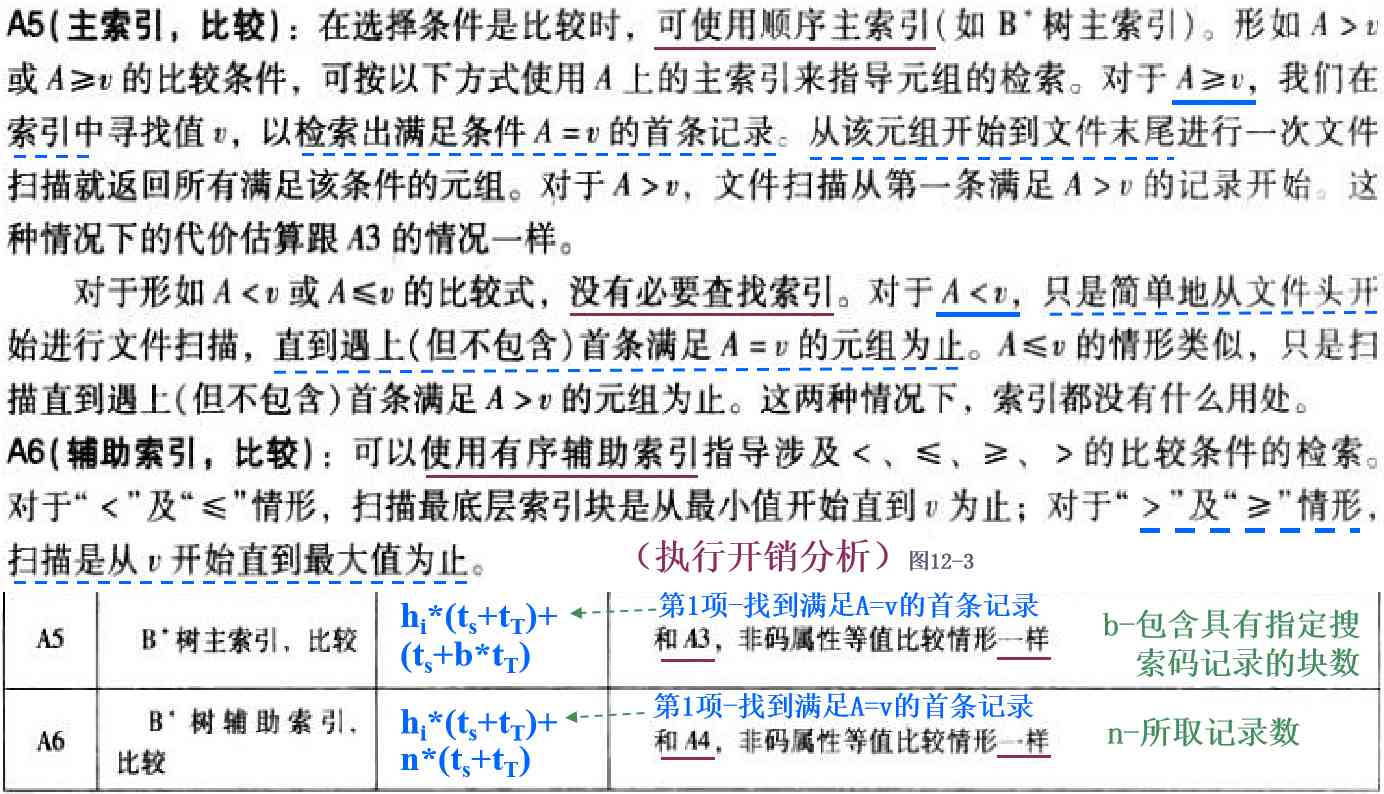 A5(主索引，比较)：在选择条件是比较时，可使用顺序主索引(如 B⁺树主索引)。形如 A > v
或 A≥v 的比较条件，可按以下方式使用 A 上的主索引来指导元组的检索。对于 A≥v，我们在
索引中寻找值 v，以检索出满足条件 A = v 的首条记录。从该元组开始到文件末尾进行一次文件
扫描就返回所有满足该条件的元组。对于 A > v，文件扫描从第一条满足 A > v 的记录开始。这
种情况下的代价估算跟 A3 的情况一样。
对于形如 A < v 或 A≤v 的比较式，没有必要查找索引。对于 A < v，只是简单地从文件头开
始进行文件扫描，直到遇上(但不包含)首条满足 A = v 的元组为止。A≤v 的情形类似，只是扫
描直到遇上(但不包含)首条满足 A > v 的元组为止。这两种情况下，索引都没有什么用处。
A6(辅助索引，比较)：可以使用有序辅助索引指导涉及 <、≤、≥、> 的比较条件的检索。
对于“<”及“≤”情形，扫描最底层索引块是从最小值开始直到 v 为止；对于“>”及“≥”情形，
扫描是从 v 开始直到最大值为止。
（执行开销分析）图12-3
A5
B⁺树主索引，比较
hi*(ts+tT)+
(ts+b*tT)
第1项-找到满足A=v的首条记录
和 A3，非码属性等值比较情形一样
b-包含具有指定搜
索码记录的块数
A6
B⁺ 树辅助索引，
比较
hi*(ts+tT)+
n*(ts+tT)
第1项-找到满足A=v的首条记录
和 A4，非码属性等值比较情形一样
n-所取记录数